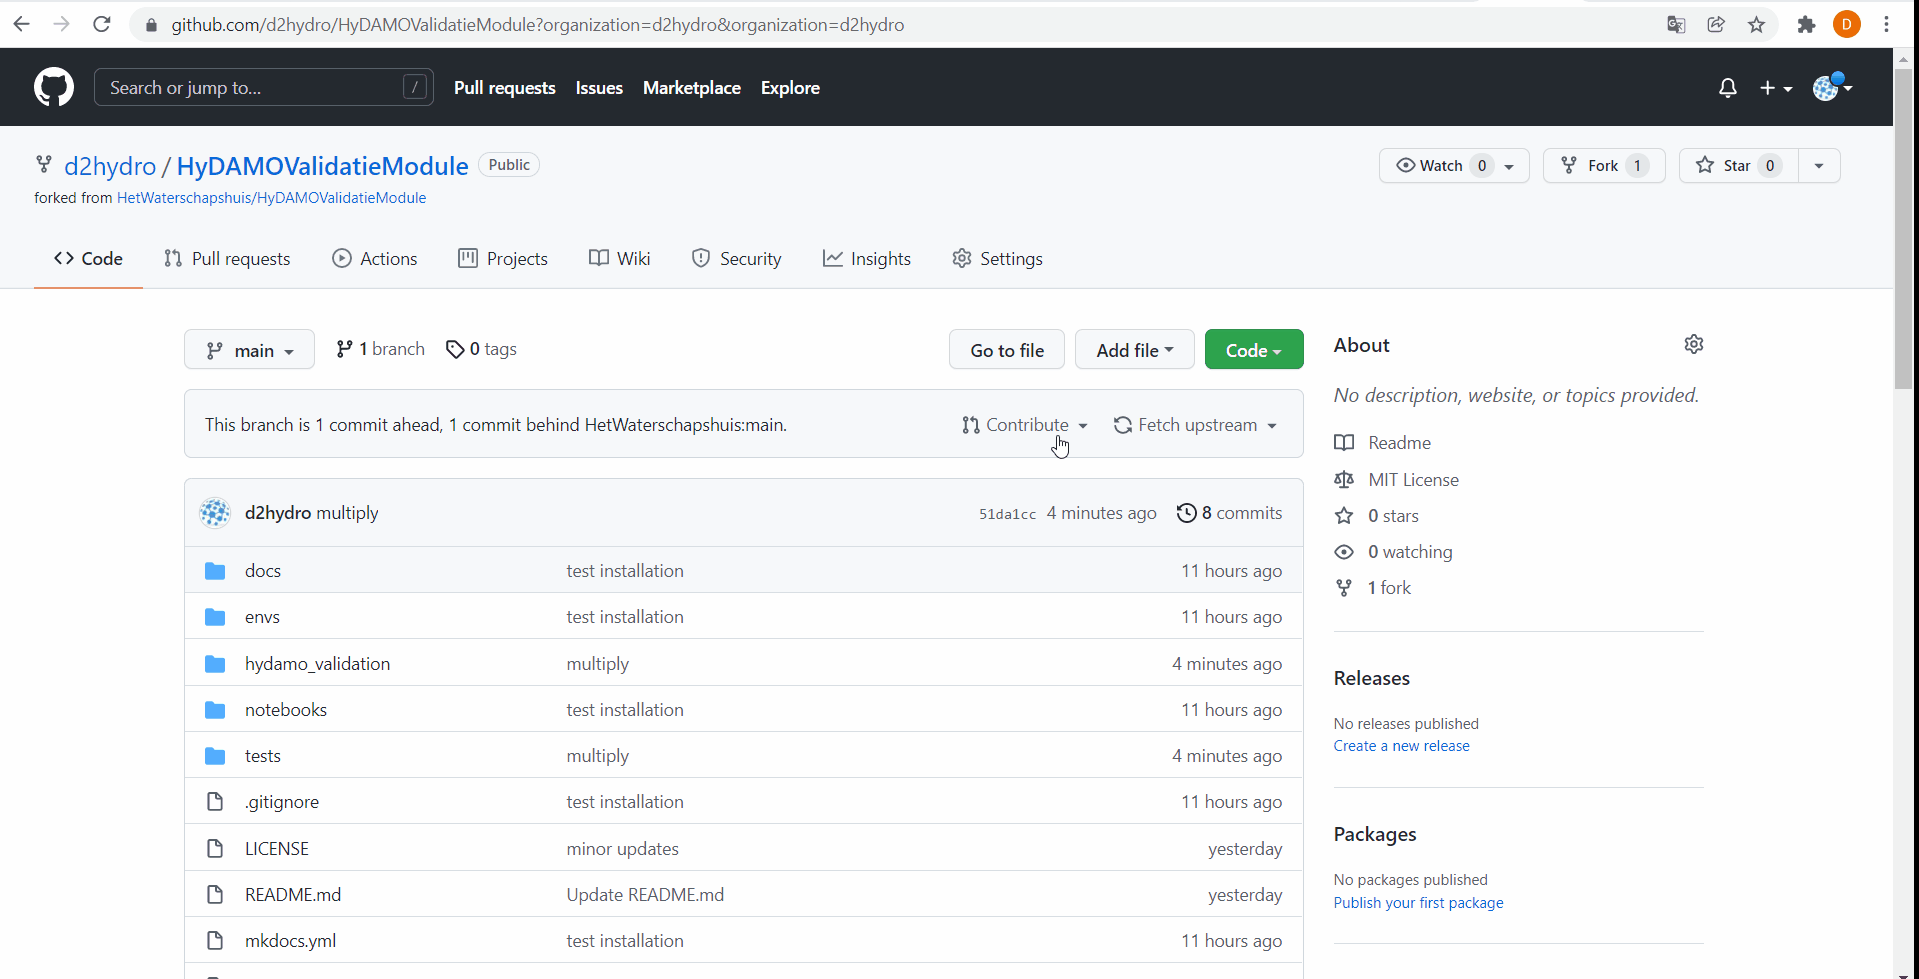 github.com/d2hydro/HyDAMOValidatieModule?organization=d2hydro&organization=d2hydro
D
Search or jump to...
/
Pull requests
Issues
Marketplace
Explore
d2hydro / HyDAMOValidatieModule
Public
Watch 0
Fork 1
Star 0
forked from HetWaterschapshuis/HyDAMOValidatieModule
Code
Pull requests
Actions
Projects
Wiki
Security
Insights
Settings
main
1 branch
0 tags
Go to file
Add file
Code
This branch is 1 commit ahead, 1 commit behind HetWaterschapshuis:main.
Contribute
Fetch upstream
d2hydro multiply
51da1cc 4 minutes ago
8 commits
docs test installation 11 hours ago
envs test installation 11 hours ago
hydamo_validation multiply 4 minutes ago
notebooks test installation 11 hours ago
tests multiply 4 minutes ago
.gitignore test installation 11 hours ago
LICENSE minor updates yesterday
README.md Update README.md yesterday
mkdocs.yml test installation 11 hours ago
About
No description, website, or topics provided.
Readme
MIT License
0 stars
0 watching
1 fork
Releases
No releases published
Create a new release
Packages
No packages published
Publish your first package